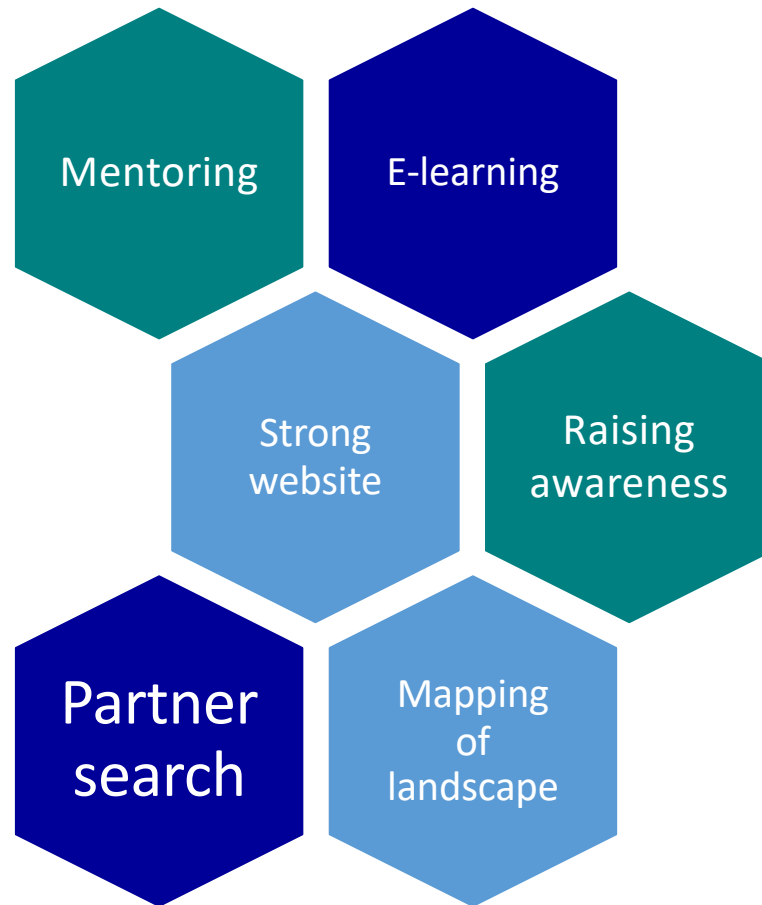 Mentoring
E-learning
Strong
website
Raising
awareness
Partner
search
Mapping
of
landscape